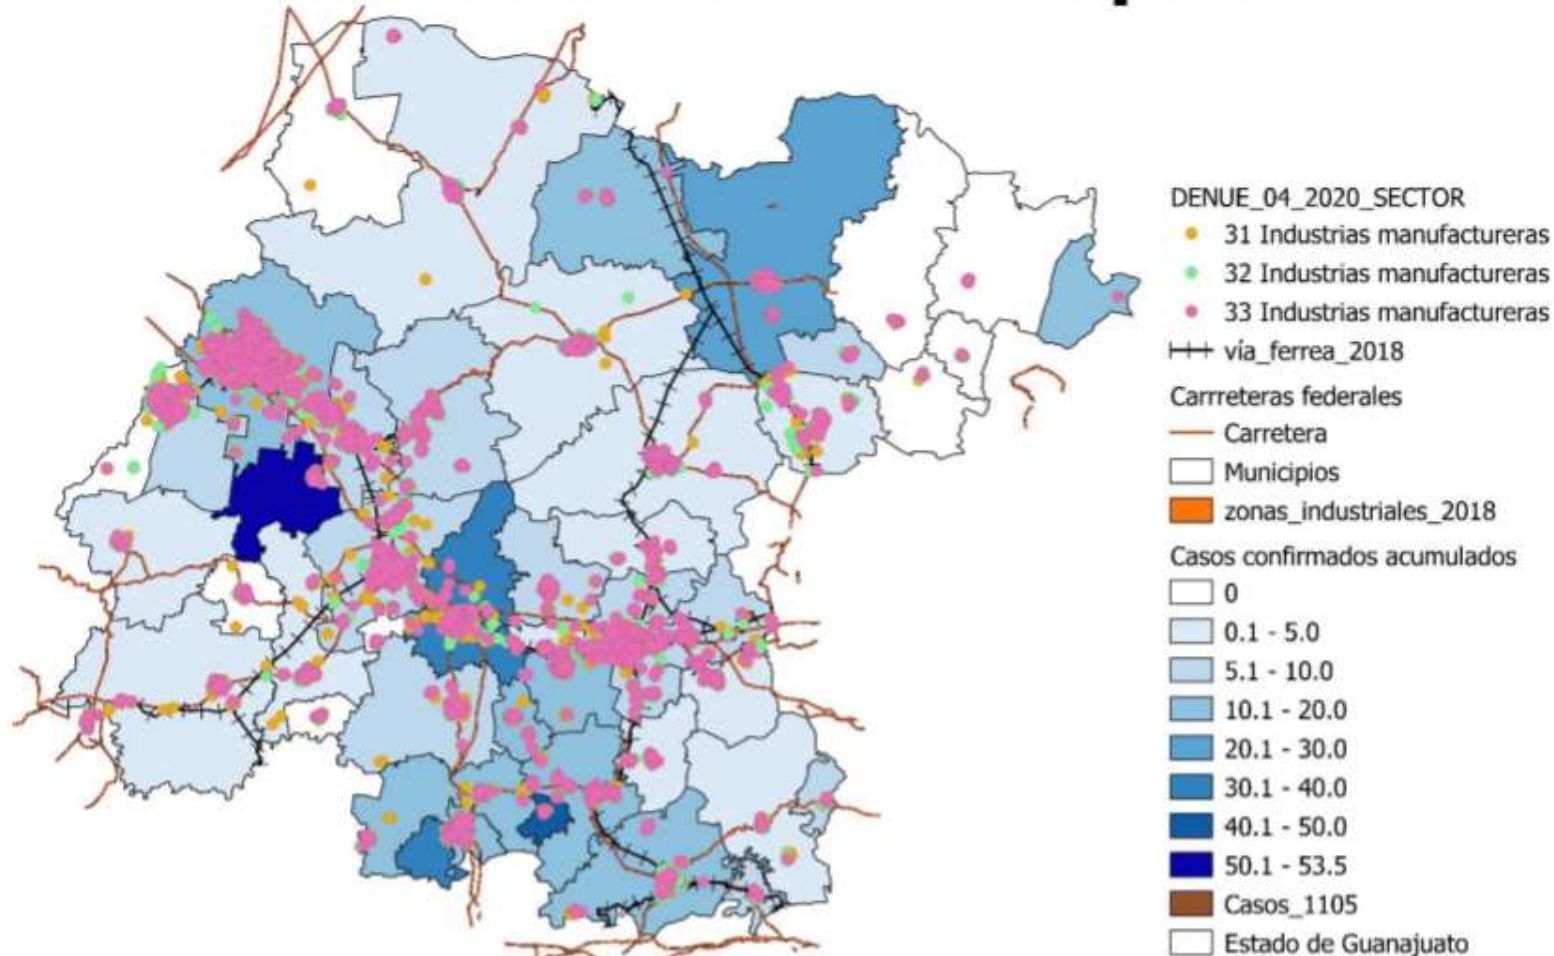 DENUE_04_2020_SECTOR
31 Industrias manufactureras
32 Industrias manufactureras
33 Industrias manufactureras
vía_ferrea_2018
Carrreteras federales
Carretera
Municipios
zonas_industriales_2018
Casos confirmados acumulados
0
0.1 - 5.0
5.1 - 10.0
10.1 - 20.0
20.1 - 30.0
30.1 - 40.0
40.1 - 50.0
50.1 - 53.5
Casos_1105
Estado de Guanajuato